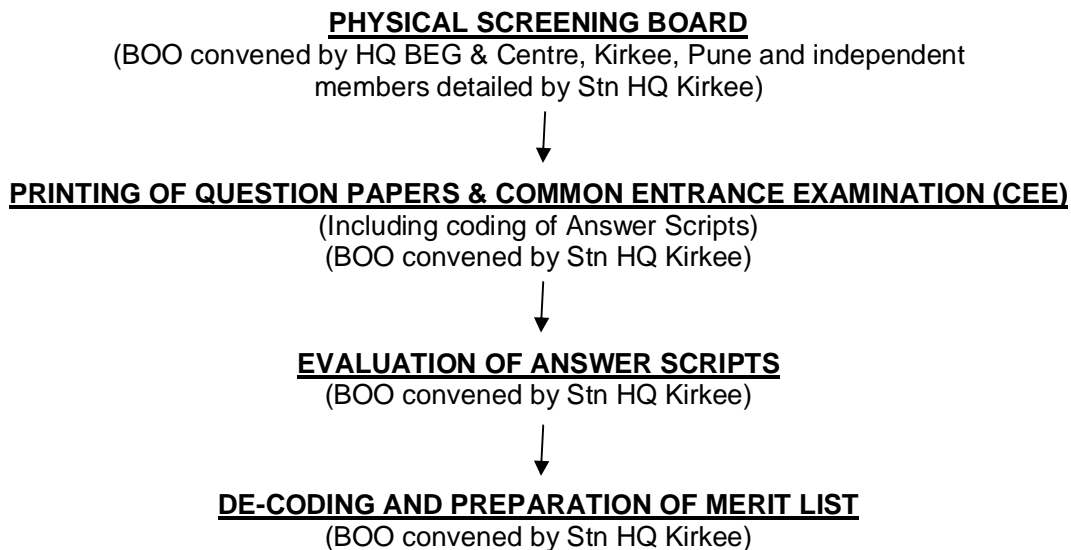 PHYSICAL SCREENING BOARD
(BOO convened by HQ BEG & Centre, Kirkee, Pune and independent
members detailed by Stn HQ Kirkee)
PRINTING OF QUESTION PAPERS & COMMON ENTRANCE EXAMINATION (CEE)
(Including coding of Answer Scripts)
(BOO convened by Stn HQ Kirkee)
EVALUATION OF ANSWER SCRIPTS
(BOO convened by Stn HQ Kirkee)
DE-CODING AND PREPARATION OF MERIT LIST
(BOO convened by Stn HQ Kirkee)